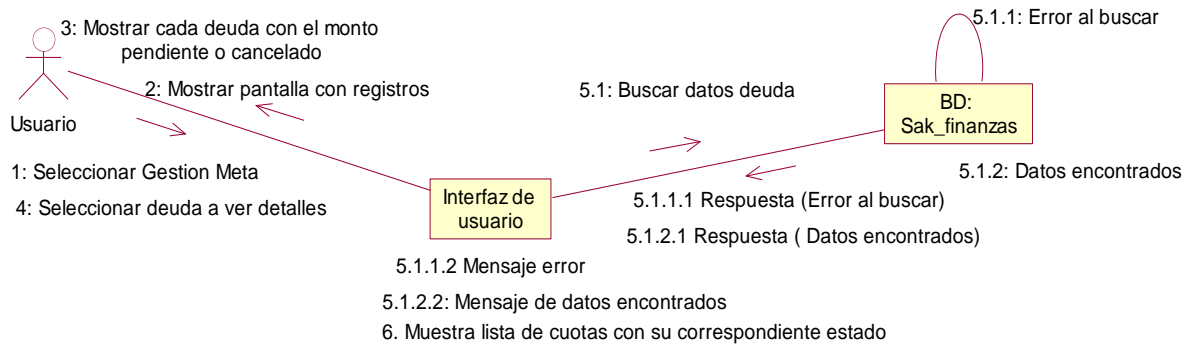 3: Mostrar cada deuda con el monto
pendiente o cancelado
2: Mostrar pantalla con registros
Usuario
1: Seleccionar Gestion Meta
4: Seleccionar deuda a ver detalles
Interfaz de
usuario
5.1: Buscar datos deuda
5.1.1: Error al buscar
BD:
Sak_finanzas
5.1.2: Datos encontrados
5.1.1.1 Respuesta (Error al buscar)
5.1.2.1 Respuesta ( Datos encontrados)
5.1.1.2 Mensaje error
5.1.2.2: Mensaje de datos encontrados
6. Muestra lista de cuotas con su correspondiente estado